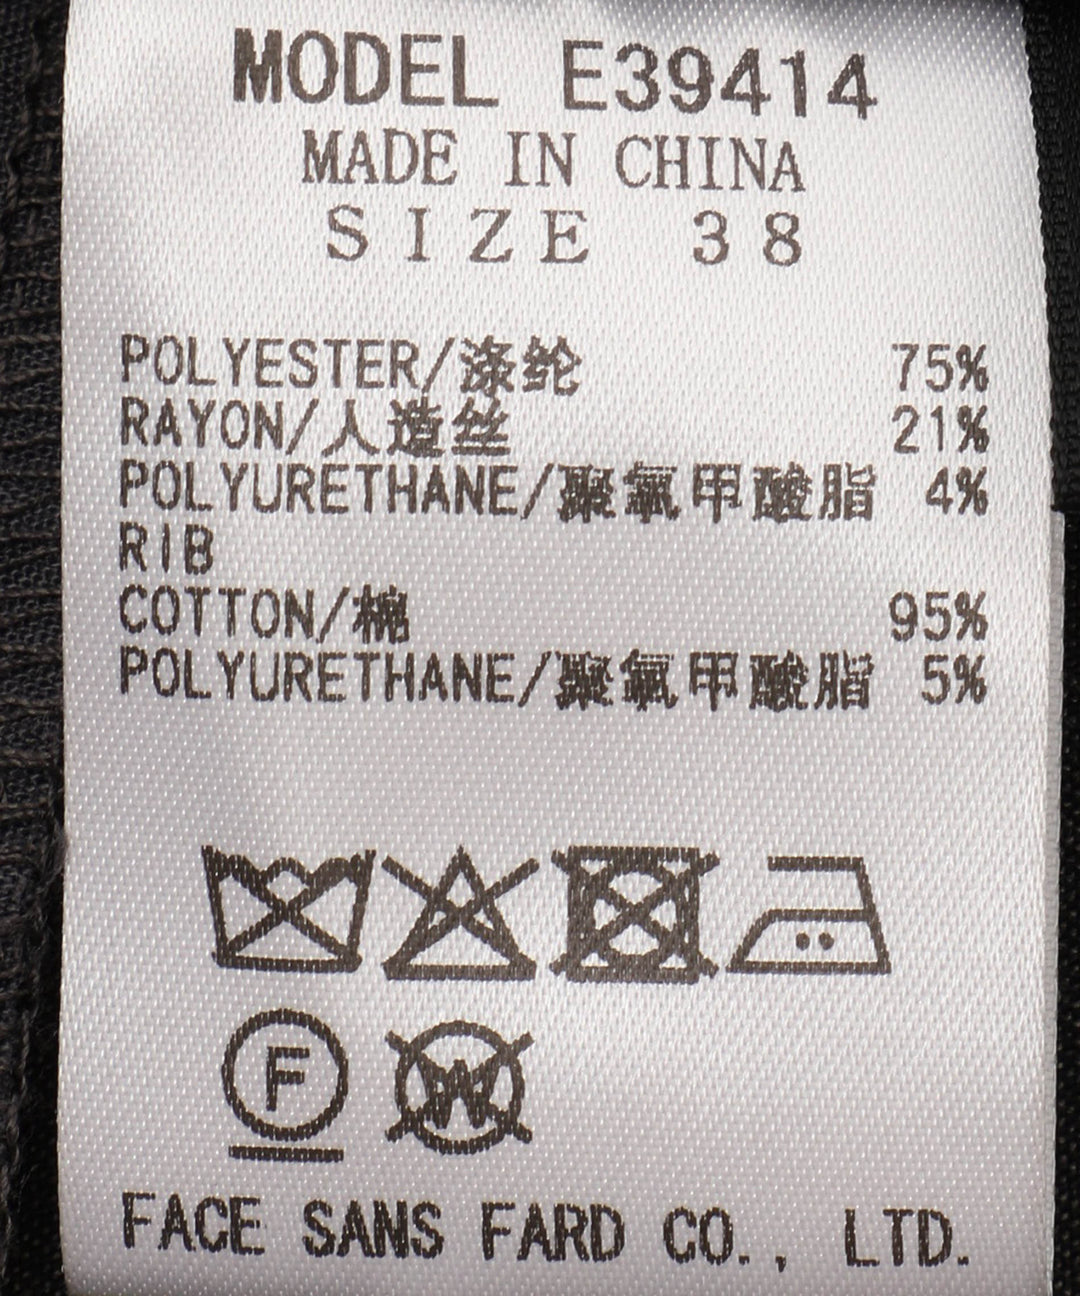 MODEL E39414
MADE IN CHINA
SIZE 38
POLYESTER/涤纶 75%
RAYON/人造丝 21%
POLYURETHANE/聚氨甲酸脂 4%
RIB
COTTON/棉 95%
POLYURETHANE/聚氨甲酸脂 5%
F W
FACE SANS FARD CO., LTD.